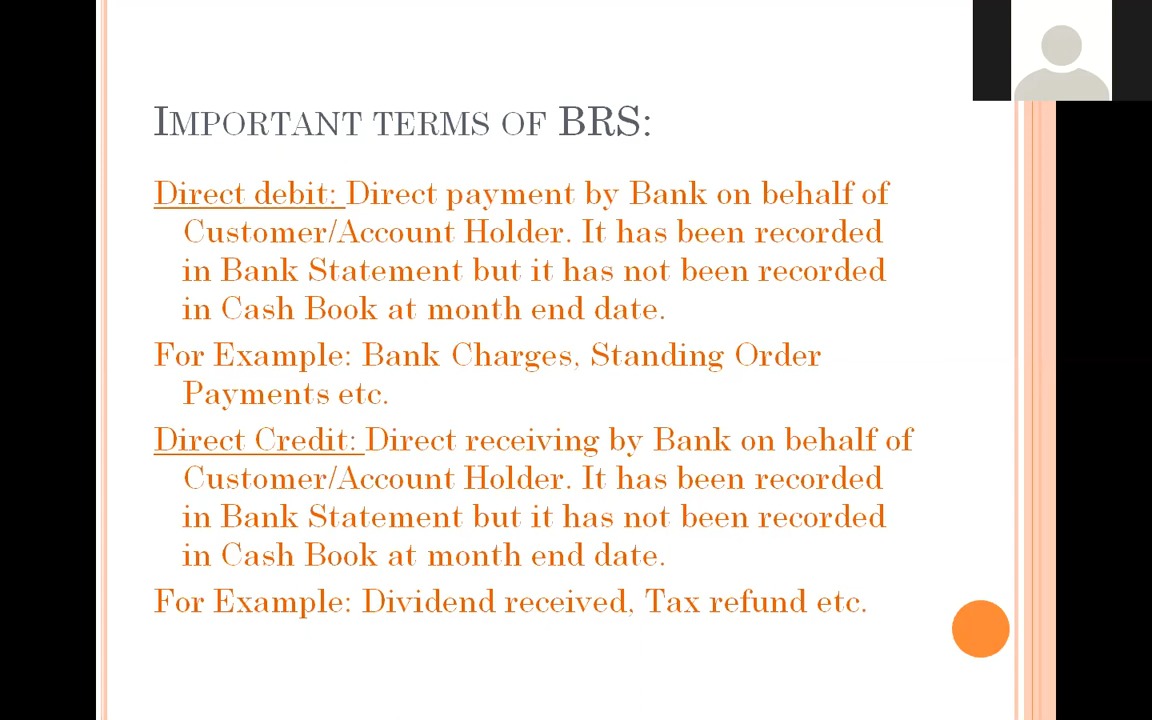 IMPORTANT TERMS OF BRS:
Direct debit: Direct payment by Bank on behalf of
Customer/Account Holder. It has been recorded
in Bank Statement but it has not been recorded
in Cash Book at month end date.
For Example: Bank Charges, Standing Order
Payments etc.
Direct Credit: Direct receiving by Bank on behalf of
Customer/Account Holder. It has been recorded
in Bank Statement but it has not been recorded
in Cash Book at month end date.
For Example: Dividend received, Tax refund etc.